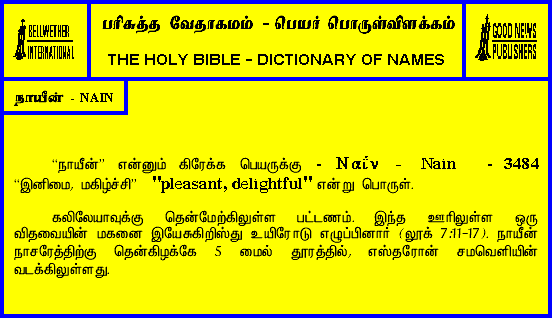 BELLWETHER
INTERNATIONAL
பரிசுத்த வேதாகமம் - பெயர் பொருள்விளக்கம்
THE HOLY BIBLE - DICTIONARY OF NAMES
GOOD NEWS
PUBLISHERS
நாயீன் - NAIN
“நாயீன்” என்னும் கிரேக்க பெயருக்கு - Ναΐν - Nain - 3484
“இனிமை, மகிழ்ச்சி” "pleasant, delightful" என்று பொருள்.
கலிலேயாவுக்கு தென்மேற்கிலுள்ள பட்டணம். இந்த ஊரிலுள்ள ஒரு
விதவையின் மகனை இயேசுகிறிஸ்து உயிரோடு எழுப்பினார் (லூக் 7:11-17). நாயீன்
நாசரேத்திற்கு தென்கிழக்கே 5 மைல் தூரத்தில், எஸ்தரோன் சமவெளியின்
வடக்கிலுள்ளது.